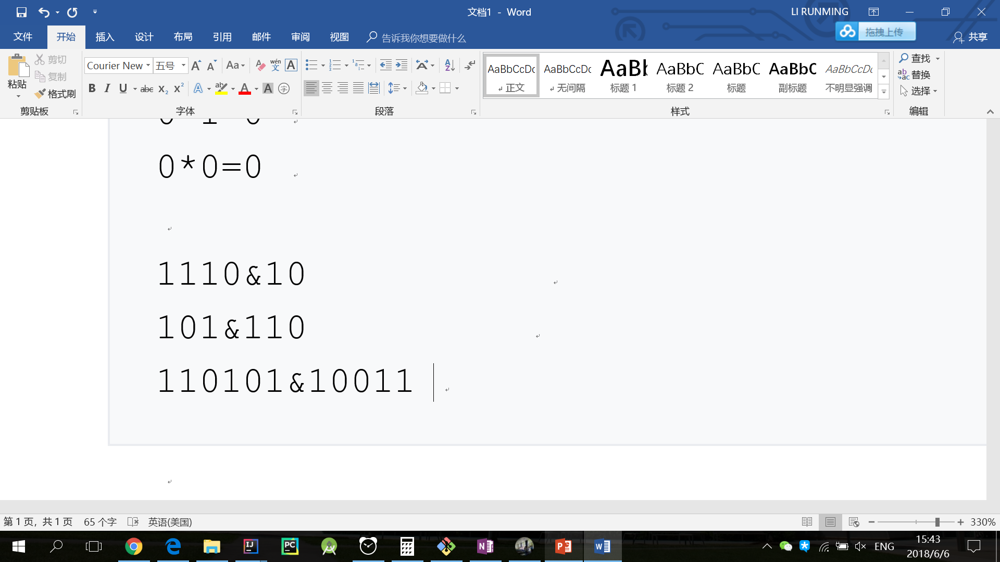 文档1 - Word
LI RUNMING
拖拽上传
文件 开始 插入 设计 布局 引用 邮件 审阅 视图 告诉我你想要做什么 共享
粘贴
剪切
复制
格式刷
剪贴板
Courier New 五号
字体
段落
AaBbCcDc AaBbCcDc AaBl AaBbC AaBbC AaBbC AaBbCcDc
正文 无间隔 标题 1 标题 2 标题 副标题 不明显强调
样式
查找
替换
选择
编辑
0*0=0
1110&10
101&110
110101&10011
第 1 页，共 1 页 65 个字 英语(美国) 330%
ENG
15:43
2018/6/6